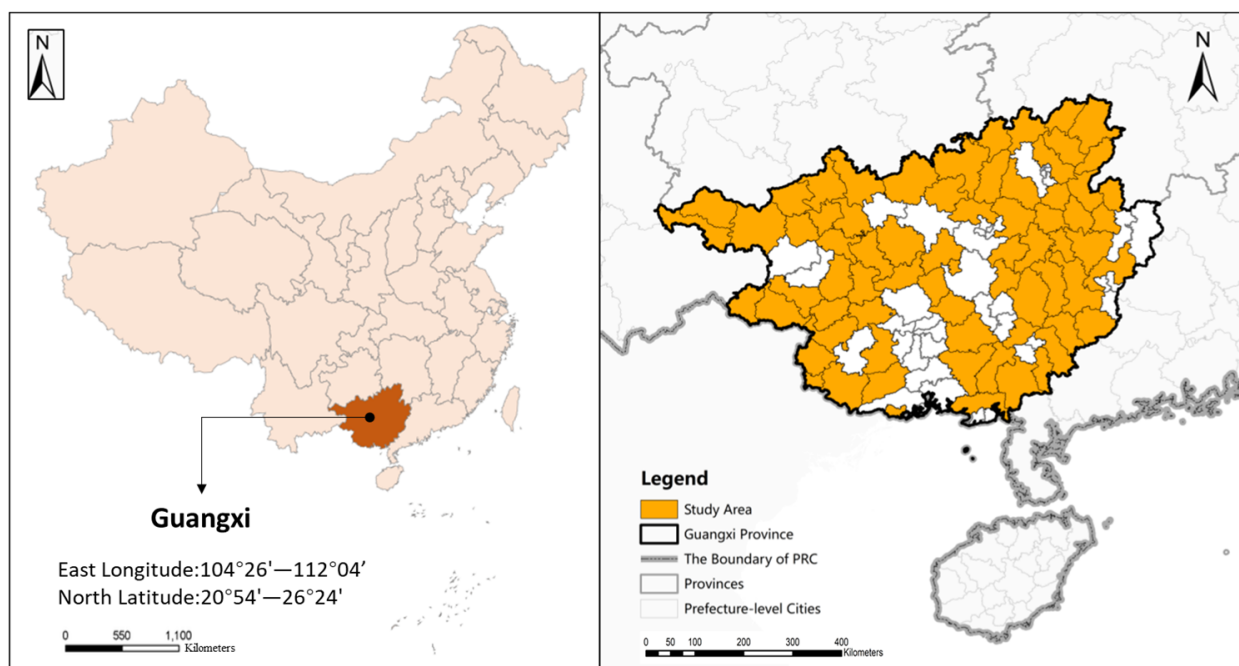 N
Guangxi
East Longitude:104°26'—112°04’
North Latitude:20°54'—26°24'
0 550 1,100
Kilometers
N
Legend
Study Area
Guangxi Province
The Boundary of PRC
Provinces
Prefecture-level Cities
0 50 100 200 300 400
Kilometers